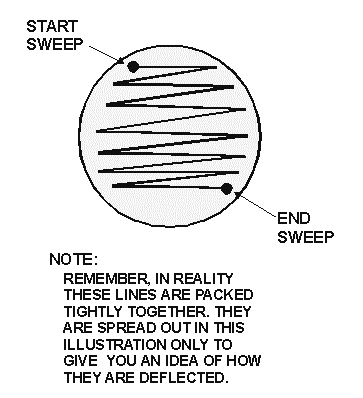 START
SWEEP
END
SWEEP
NOTE:
REMEMBER, IN REALITY
THESE LINES ARE PACKED
TIGHTLY TOGETHER. THEY
ARE SPREAD OUT IN THIS
ILLUSTRATION ONLY TO
GIVE YOU AN IDEA OF HOW
THEY ARE DEFLECTED.